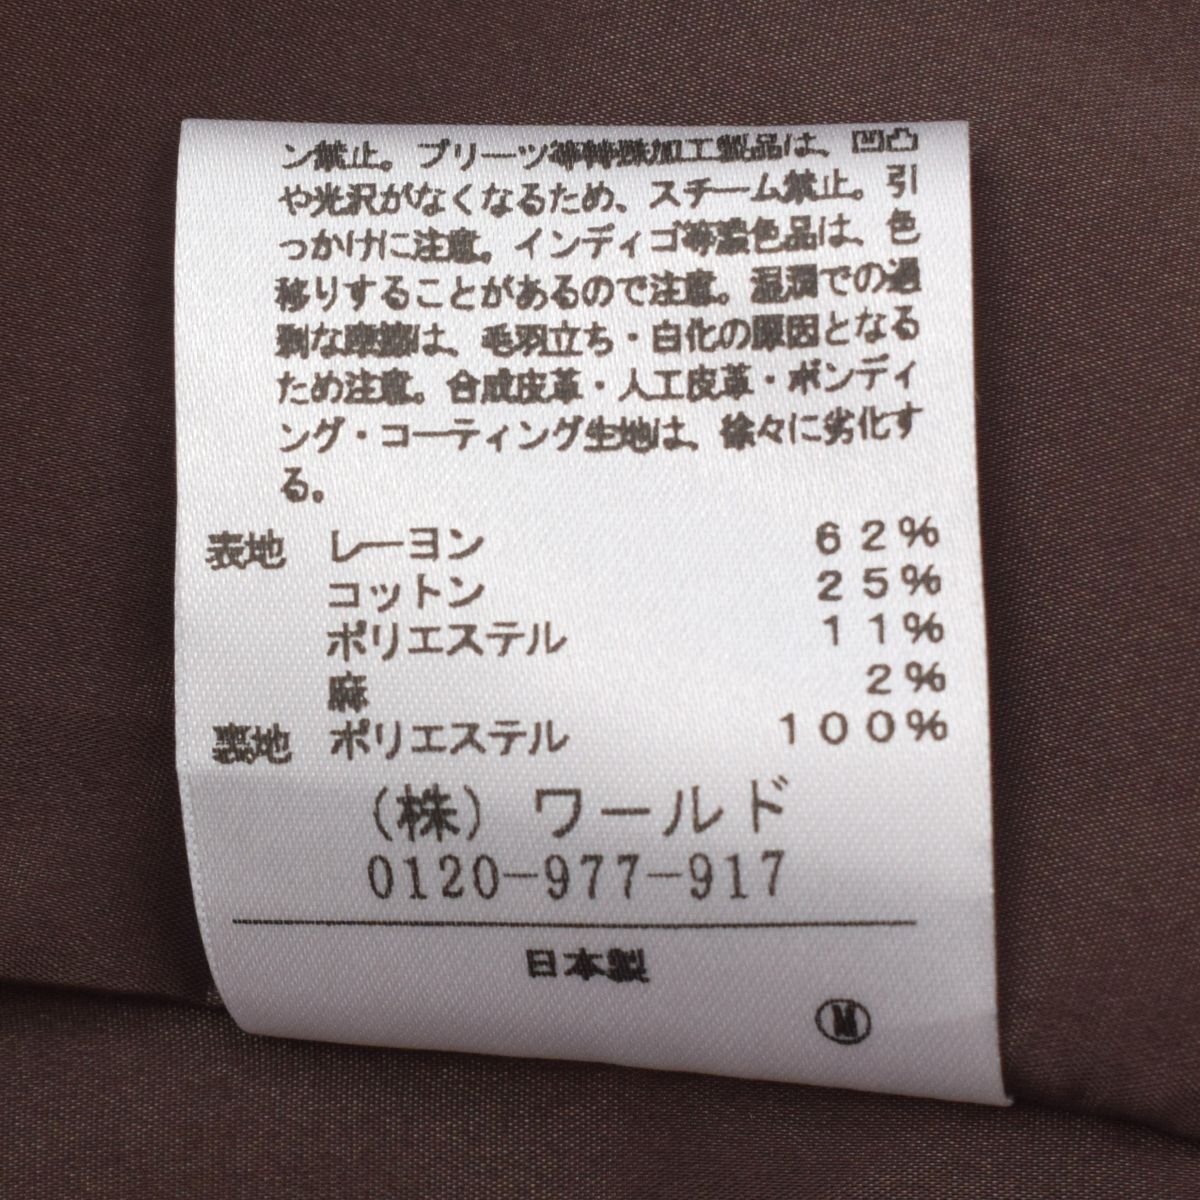 ン禁止。プリーツ等特殊加工製品は、凹凸
や光沢がなくなるため、スチーム禁止。引
っかけに注意。インディゴ等濃色品は、色
移りすることがあるので注意。湿潤での過
剰な摩擦は、毛羽立ち・白化の原因となる
ため注意。合成皮革・人工皮革・ボンディ
ング・コーティング生地は、徐々に劣化す
る。
表地 レーヨン 62%
コットン 25%
ポリエステル 11%
麻 2%
裏地 ポリエステル 100%
(株)ワールド
0120-977-917
日本製
Ⓜ